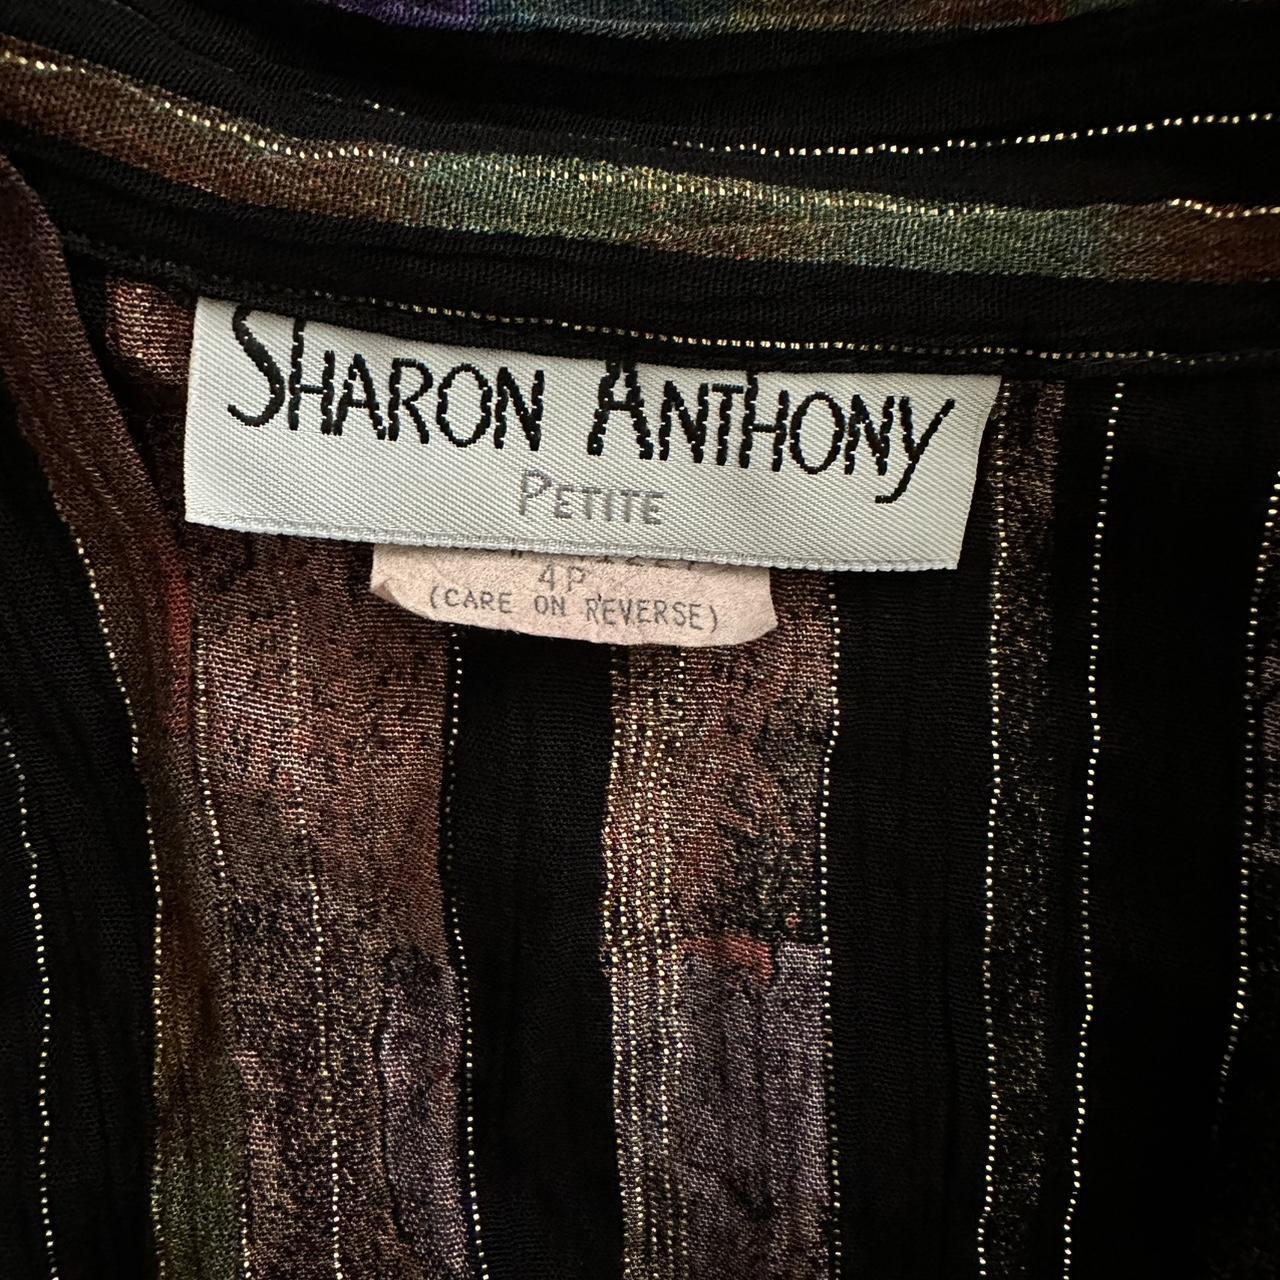 SHARON ANTHONY
PETITE
4P
(CARE ON REVERSE)